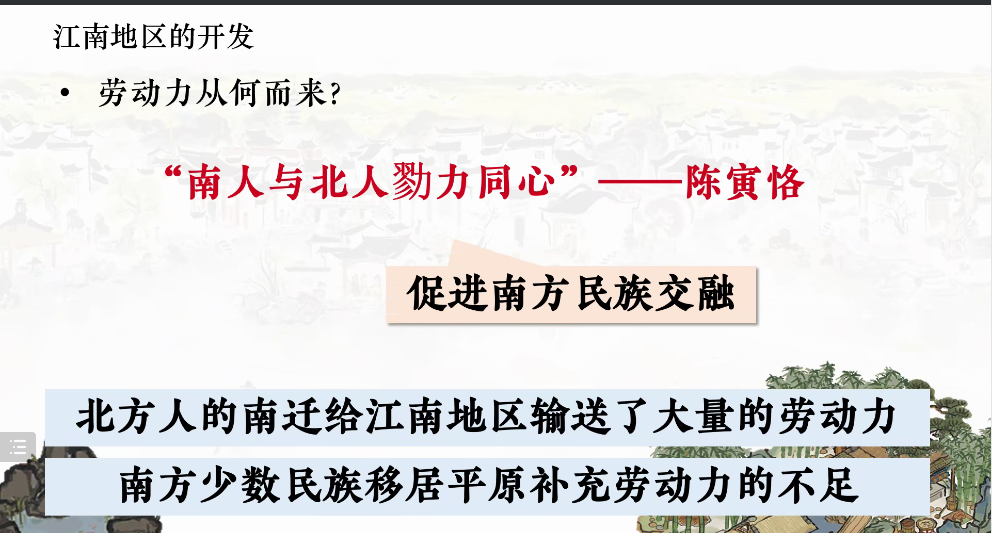 江南地区的开发
• 劳动力从何而来?
“南人与北人勠力同心”——陈寅恪
促进南方民族交融
北方人的南迁给江南地区输送了大量的劳动力
南方少数民族移居平原补充劳动力的不足